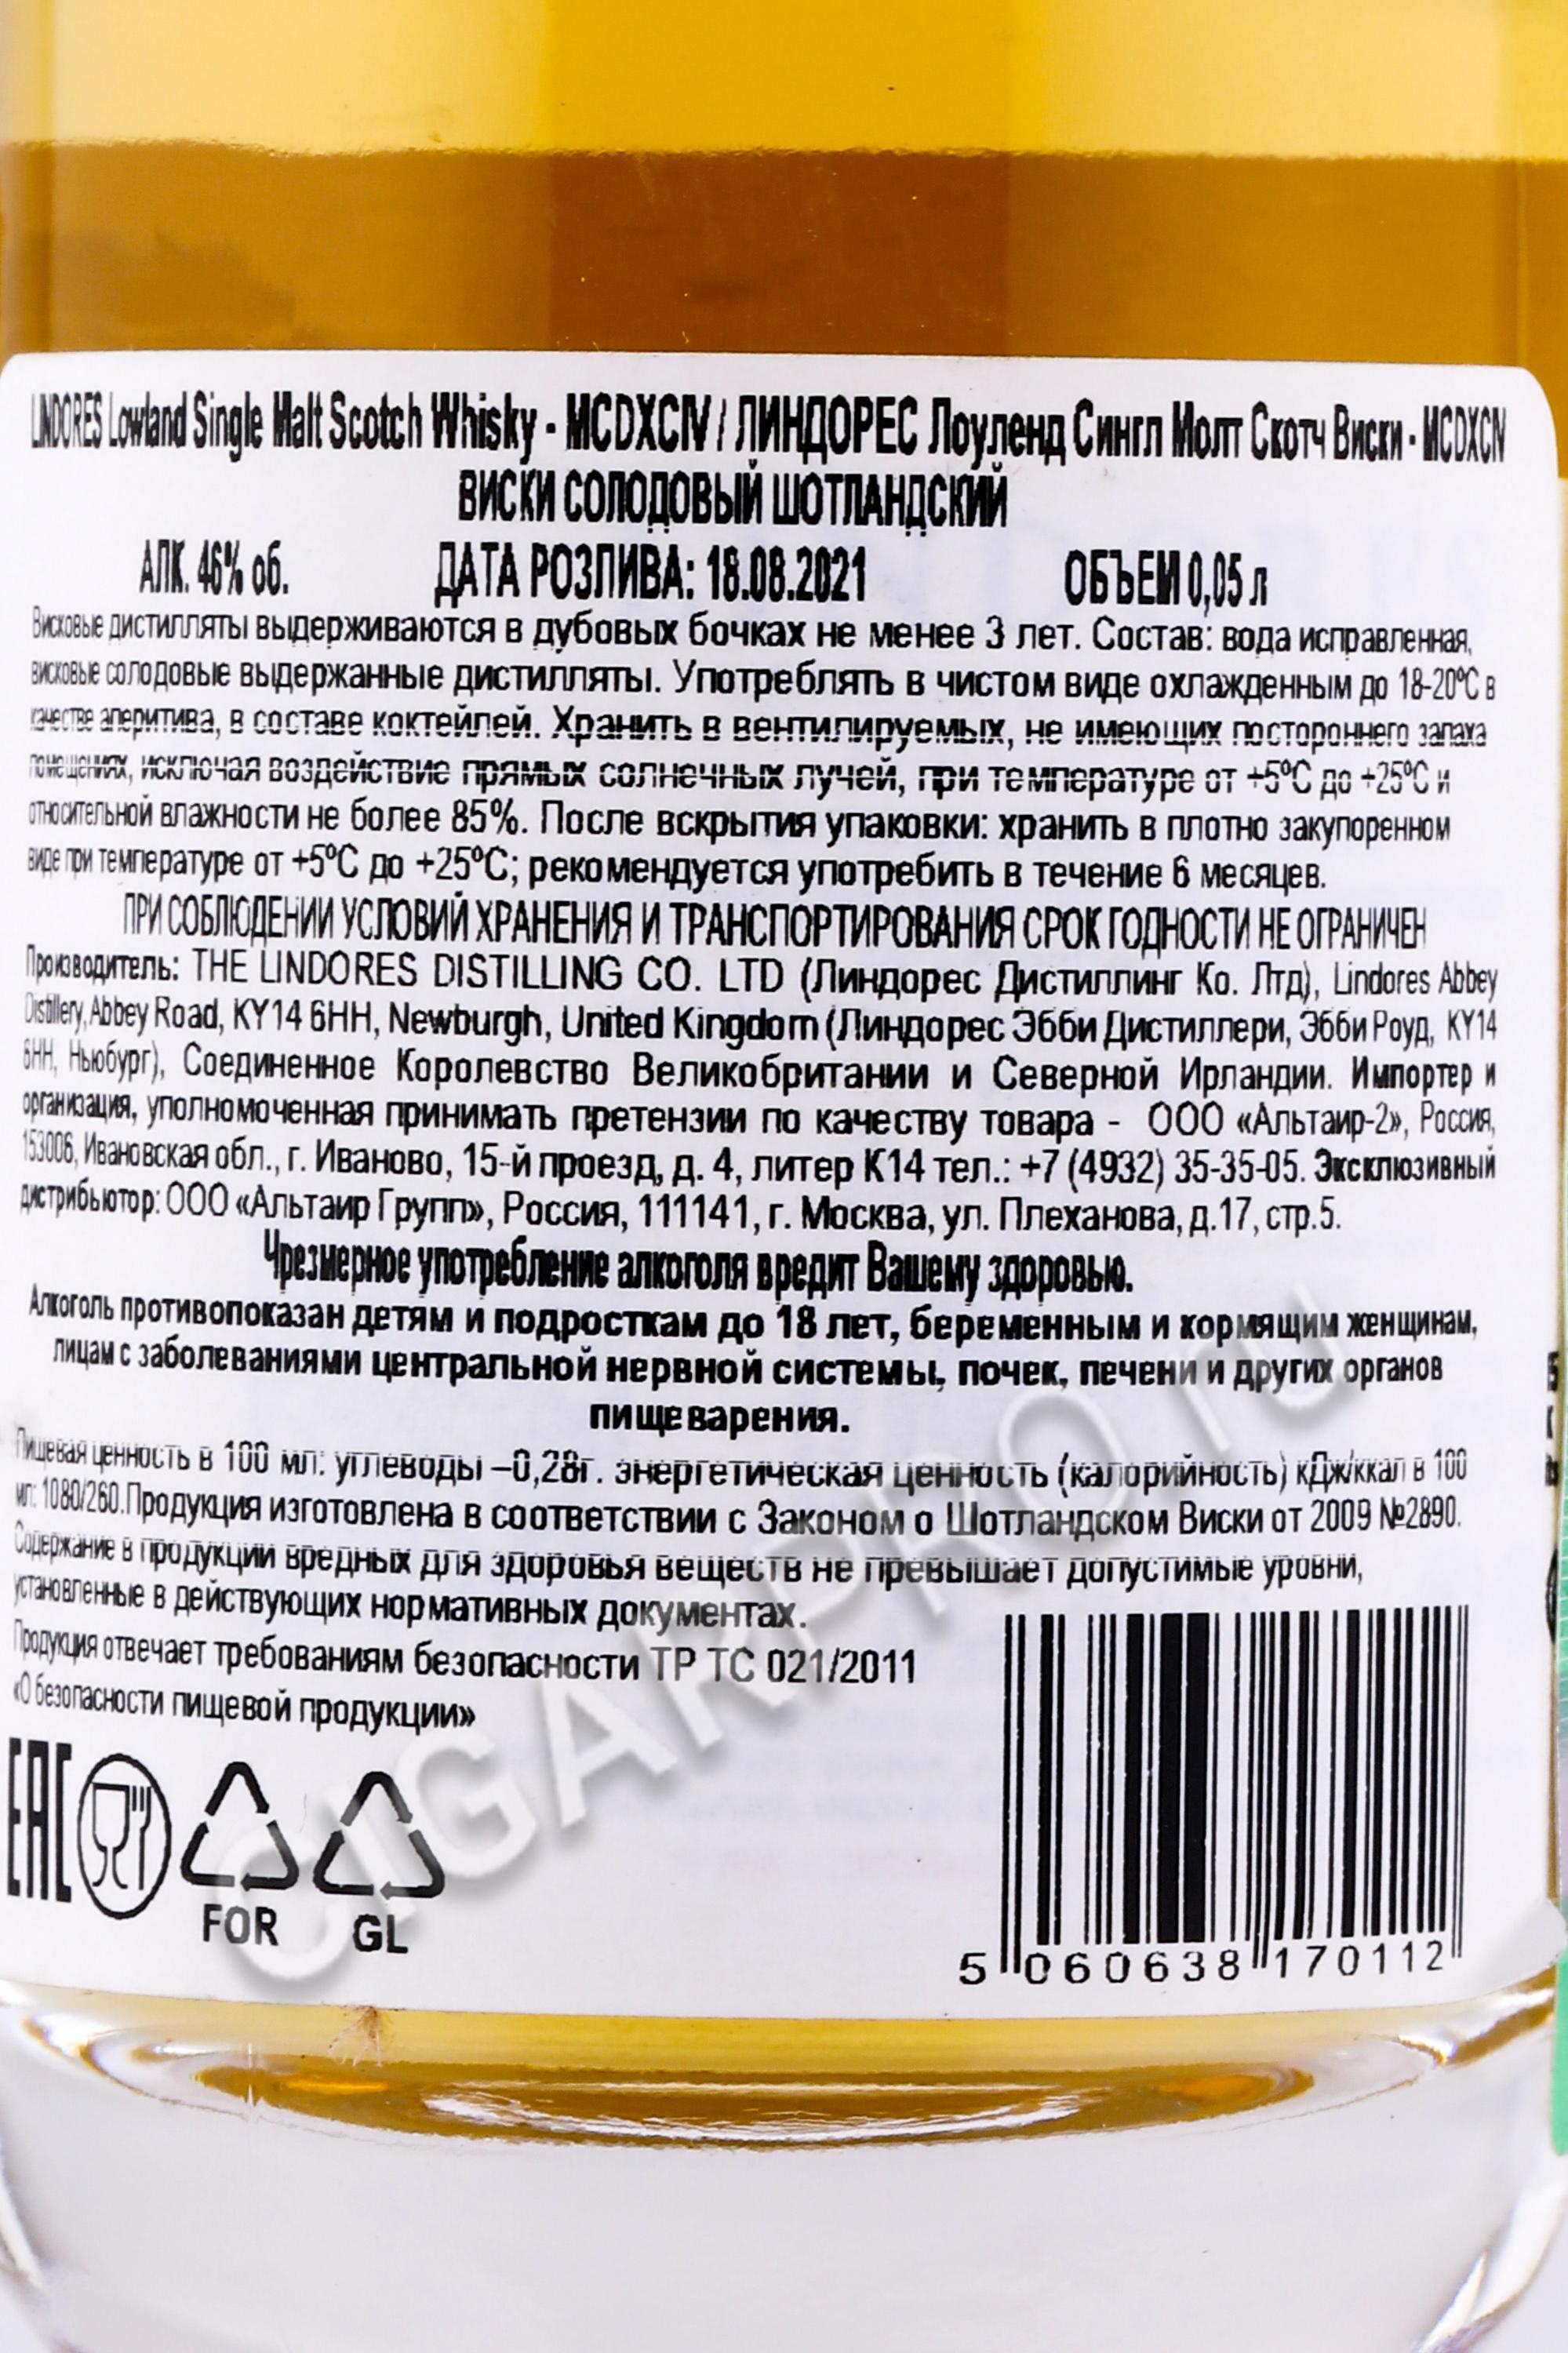 LINDORES Lowland Single Malt Scotch Whisky - MCDXCIV / ЛИНДОРЕС Лоуленд Сингл Молт Скотч Виски - MCDXCIV
ВИСКИ СОЛОДОВЫЙ ШОТЛАНДСКИЙ
АЛК. 46% об. ДАТА РОЗЛИВА: 18.08.2021 ОБЪЕМ 0,05 л
Висковые дистилляты выдерживаются в дубовых бочках не менее 3 лет. Состав: вода исправленная,
висковые солодовые выдержанные дистилляты. Употреблять в чистом виде охлажденным до 18-20ºС в
качестве аперитива, в составе коктейлей. Хранить в вентилируемых, не имеющих постороннего запаха
помещениях, исключая воздействие прямых солнечных лучей, при температуре от +5ºС до +25ºС и
относительной влажности не более 85%. После вскрытия упаковки: хранить в плотно закупоренном
виде при температуре от +5ºС до +25ºС; рекомендуется употребить в течение 6 месяцев.
ПРИ СОБЛЮДЕНИИ УСЛОВИЙ ХРАНЕНИЯ И ТРАНСПОРТИРОВАНИЯ СРОК ГОДНОСТИ НЕ ОГРАНИЧЕН
Производитель: THE LINDORES DISTILLING CO. LTD (Линдорес Дистиллинг Ко. Лтд), Lindores Abbey
Distillery, Abbey Road, KY14 6HH, Newburgh, United Kingdom (Линдорес Эбби Дистиллери, Эбби Роуд, KY14
6HH, Ньюбург), Соединенное Королевство Великобритании и Северной Ирландии. Импортер и
организация, уполномоченная принимать претензии по качеству товара - ООО «Альтаир-2», Россия,
153006, Ивановская обл., г. Иваново, 15-й проезд, д. 4, литер К14 тел.: +7 (4932) 35-35-05. Эксклюзивный
дистрибьютор: ООО «Альтаир Групп», Россия, 111141, г. Москва, ул. Плеханова, д.17, стр.5.
Чрезмерное употребление алкоголя вредит Вашему здоровью.
Алкоголь противопоказан детям и подросткам до 18 лет, беременным и кормящим женщинам,
лицам с заболеваниями центральной нервной системы, почек, печени и других органов
пищеварения.
Пищевая ценность в 100 мл: углеводы –0,28г. энергетическая ценность (калорийность) кДж/ккал в 100
мл: 1080/260.Продукция изготовлена в соответствии с Законом о Шотландском Виски от 2009 №2890.
Содержание в продукции вредных для здоровья веществ не превышает допустимые уровни,
установленные в действующих нормативных документах.
Продукция отвечает требованиям безопасности ТР ТС 021/2011
«О безопасности пищевой продукции»
ЕАС
FOR GL
5 060638 170112
CIGARPRO.ru